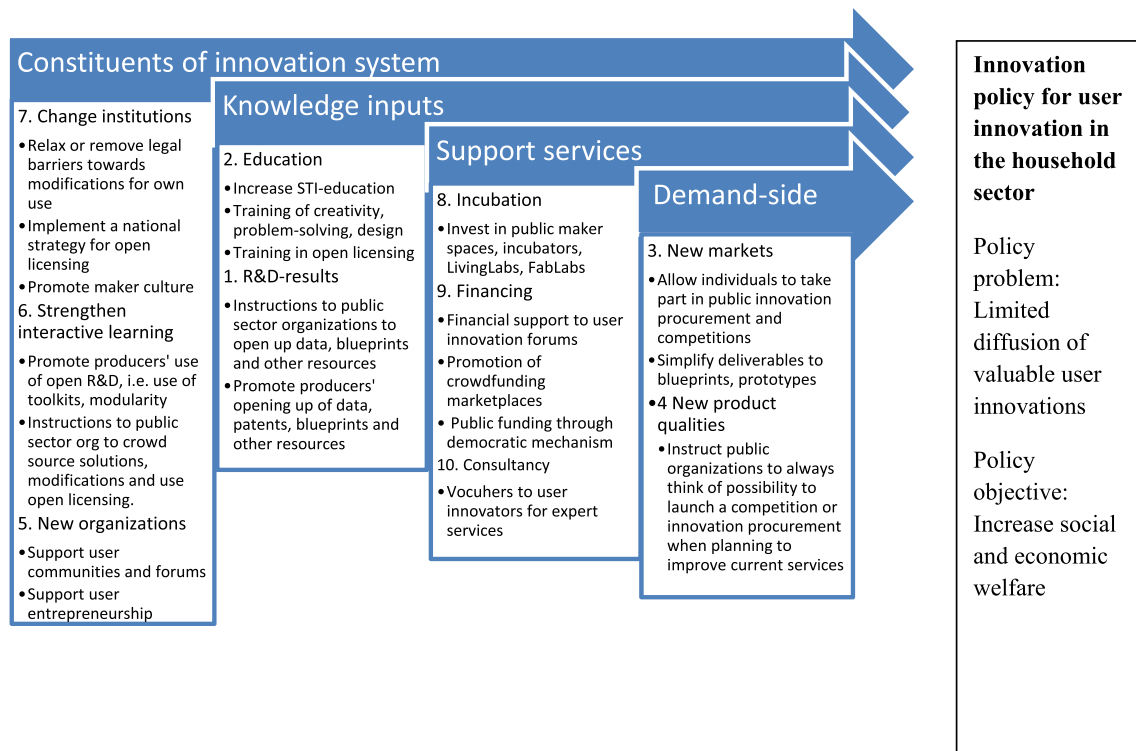 Constituents of innovation system
7. Change institutions
•Relax or remove legal
barriers towards
modifications for own
use
•Implement a national
strategy for open
licensing
•Promote maker culture
6. Strengthen
interactive learning
•Promote producers' use
of open R&D, i.e. use of
toolkits, modularity
•Instructions to public
sector org to crowd
source solutions,
modifications and use
open licensing.
5. New organizations
•Support user
communities and forums
•Support user
entrepreneurship
Knowledge inputs
2. Education
•Increase STI-education
•Training of creativity,
problem-solving, design
•Training in open licensing
1. R&D-results
•Instructions to public
sector organizations to
open up data, blueprints
and other resources
•Promote producers'
opening up of data,
patents, blueprints and
other resources
Support services
8. Incubation
•Invest in public maker
spaces, incubators,
LivingLabs, FabLabs
9. Financing
•Financial support to user
innovation forums
•Promotion of
crowdfunding
marketplaces
• Public funding through
democratic mechanism
10. Consultancy
•Vocuhers to user
innovators for expert
services
Demand-side
3. New markets
•Allow individuals to take
part in public innovation
procurement and
competitions
•Simplify deliverables to
blueprints, prototypes
•4 New product
qualities
•Instruct public
organizations to always
think of possibility to
launch a competition or
innovation procurement
when planning to
improve current services
Innovation
policy for user
innovation in
the household
sector
Policy
problem:
Limited
diffusion of
valuable user
innovations
Policy
objective:
Increase social
and economic
welfare